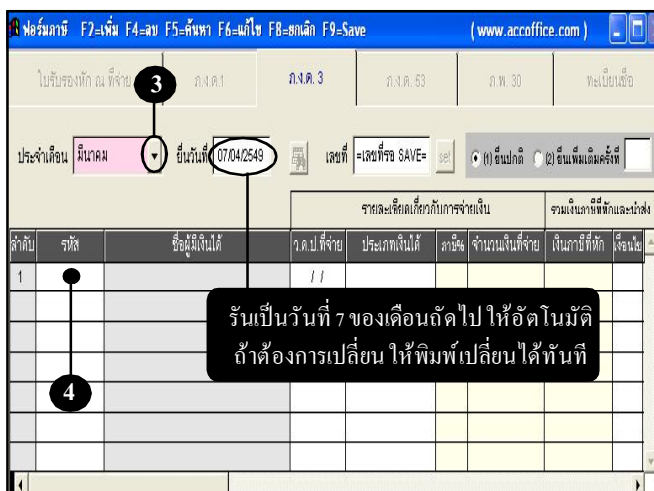 ฟอร์มภาษี F2=เพิ่ม F4=ลบ F5=ค้นหา F6=แก้ไข F8=ยกเลิก F9=Save ( www.accoffice.com )
ใบรับรองหัก ณ ที่จ่าย ภ.ง.ด.1 ภ.ง.ด. 3 ภ.ง.ด. 53 ภ.พ. 30 ทะเบียนชื่อ
3
ประจำเดือน มีนาคม ยื่นวันที่ 07/04/2549 เลขที่ =เลขที่รอ SAVE= set (1) ยื่นปกติ (2) ยื่นเพิ่มเติมครั้งที่
รายละเอียดเกี่ยวกับการจ่ายเงิน รวมเงินภาษีที่หักและนำส่ง
ลำดับ รหัส ชื่อผู้มีเงินได้ ว.ด.ป.ที่จ่าย ประเภทเงินได้ ภาษี% จำนวนเงินที่จ่าย เงินภาษีที่หัก เงื่อนไข
1 / /
รันเป็นวันที่ 7 ของเดือนถัดไป ให้อัตโนมัติ
ถ้าต้องการเปลี่ยน ให้พิมพ์เปลี่ยนได้ทันที
4